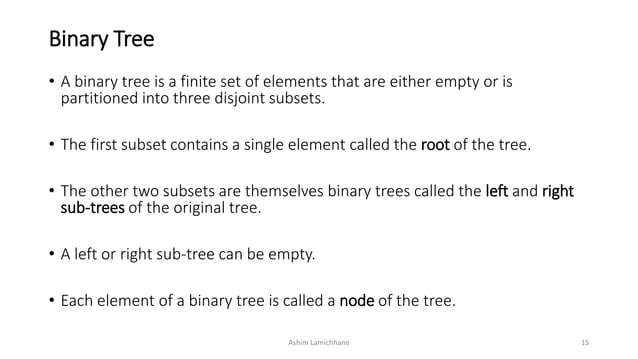 Binary Tree
• A binary tree is a finite set of elements that are either empty or is
partitioned into three disjoint subsets.
• The first subset contains a single element called the root of the tree.
• The other two subsets are themselves binary trees called the left and right
sub-trees of the original tree.
• A left or right sub-tree can be empty.
• Each element of a binary tree is called a node of the tree.
Ashim Lamichhane
15